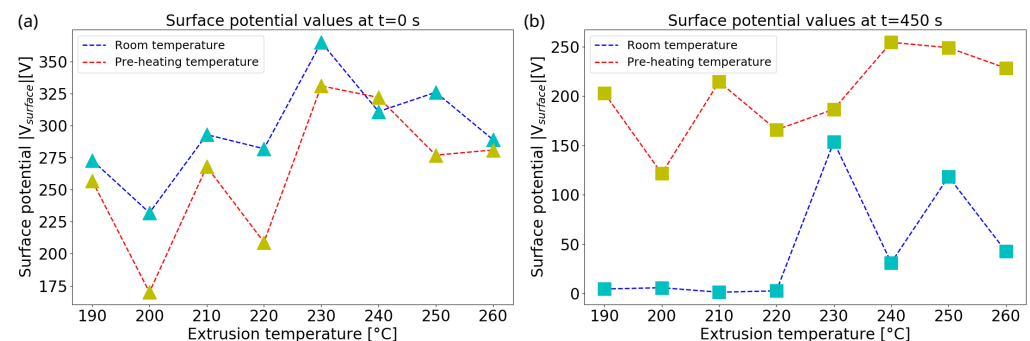 (a)
Surface potential values at t=0 s
Surface potential |V_surface|[V]
350
325
300
275
250
225
200
175
Room temperature
Pre-heating temperature
190 200 210 220 230 240 250 260
Extrusion temperature [°C]
(b)
Surface potential values at t=450 s
Surface potential |V_surface|[V]
250
200
150
100
50
0
Room temperature
Pre-heating temperature
190 200 210 220 230 240 250 260
Extrusion temperature [°C]